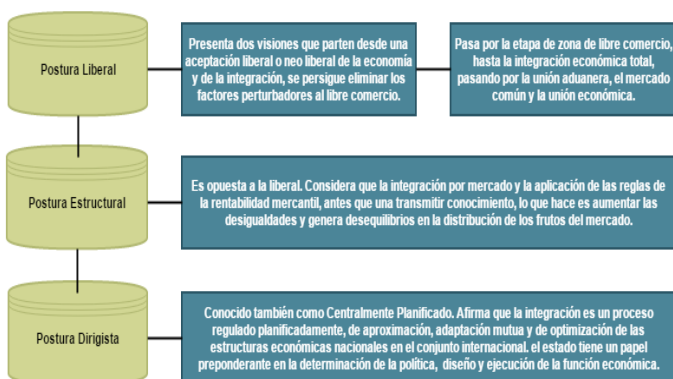 Postura Liberal
Presenta dos visiones que parten desde una
aceptación liberal o neo liberal de la economía
y de la integración, se persigue eliminar los
factores perturbadores al libre comercio.
Pasa por la etapa de zona de libre comercio,
hasta la integración económica total,
pasando por la unión aduanera, el mercado
común y la unión económica.
Postura Estructural
Es opuesta a la liberal. Considera que la integración por mercado y la aplicación de las reglas de
la rentabilidad mercantil, antes que una transmitir conocimiento, lo que hace es aumentar las
desigualdades y genera desequilibrios en la distribución de los frutos del mercado.
Postura Dirigista
Conocido también como Centralmente Planificado. Afirma que la integración es un proceso
regulado planificadamente, de aproximación, adaptación mutua y de optimización de las
estructuras económicas nacionales en el conjunto internacional. el estado tiene un papel
preponderante en la determinación de la política, diseño y ejecución de la función económica.